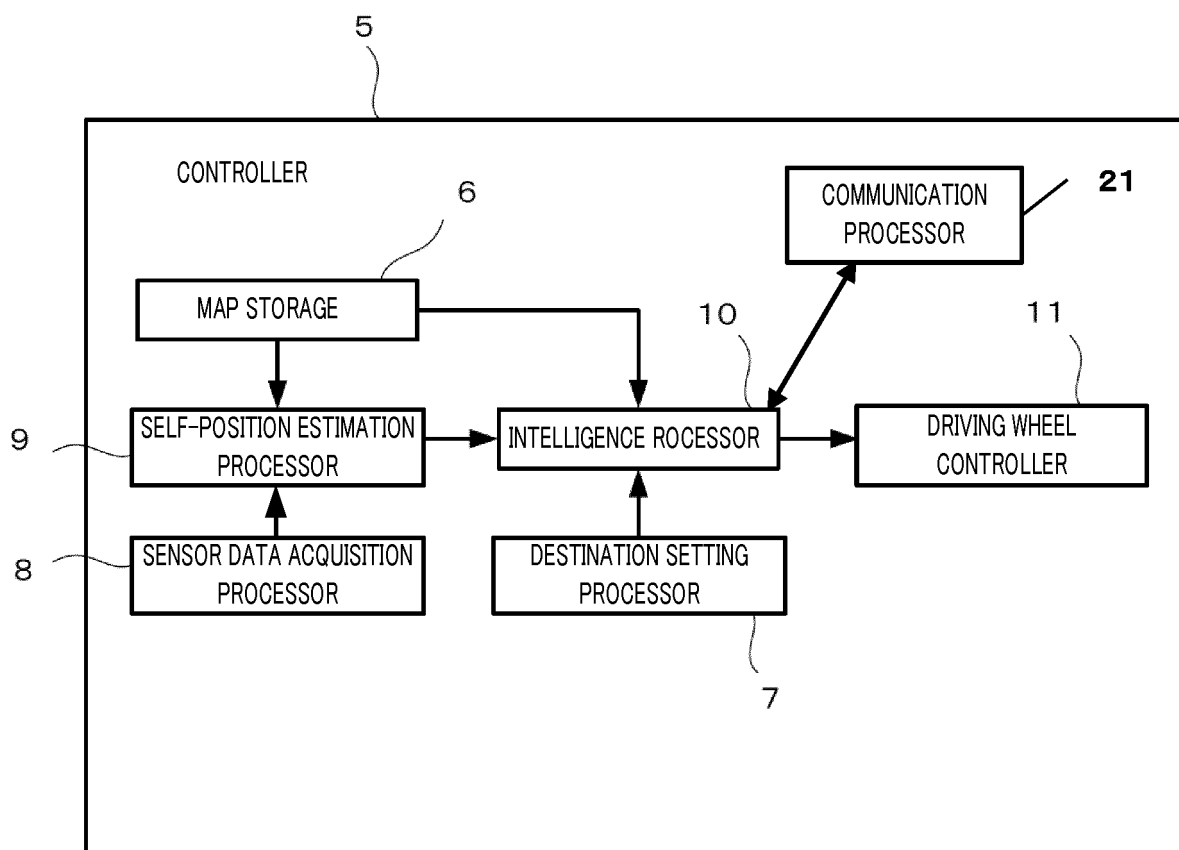 5
CONTROLLER
6
COMMUNICATION
PROCESSOR
21
MAP STORAGE
10
11
9
SELF-POSITION ESTIMATION
PROCESSOR
INTELLIGENCE ROCESSOR
DRIVING WHEEL
CONTROLLER
8
SENSOR DATA ACQUISITION
PROCESSOR
DESTINATION SETTING
PROCESSOR
7